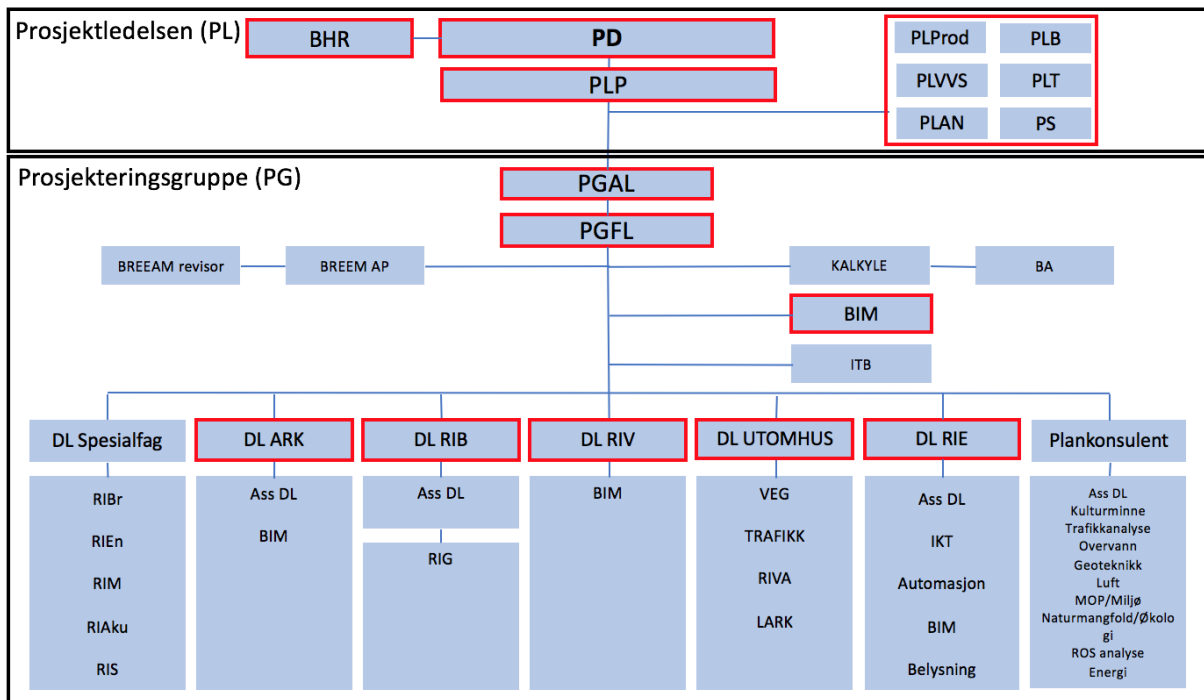 Prosjektledelsen (PL)
BHR
PD
PLP
PLProd
PLB
PLVVS
PLT
PLAN
PS
Prosjekteringsgruppe (PG)
PGAL
PGFL
BREEAM revisor
BREEM AP
KALKYLE
BA
BIM
ITB
DL Spesialfag
DL ARK
DL RIB
DL RIV
DL UTOMHUS
DL RIE
Plankonsulent
RIBr
RIEn
RIM
RIAku
RIS
Ass DL
BIM
Ass DL
RIG
BIM
VEG
TRAFIKK
RIVA
LARK
Ass DL
IKT
Automasjon
BIM
Belysning
Ass DL
Kulturminne
Trafikkanalyse
Overvann
Geoteknikk
Luft
MOP/Miljø
Naturmangfold/Økolo
gi
ROS analyse
Energi